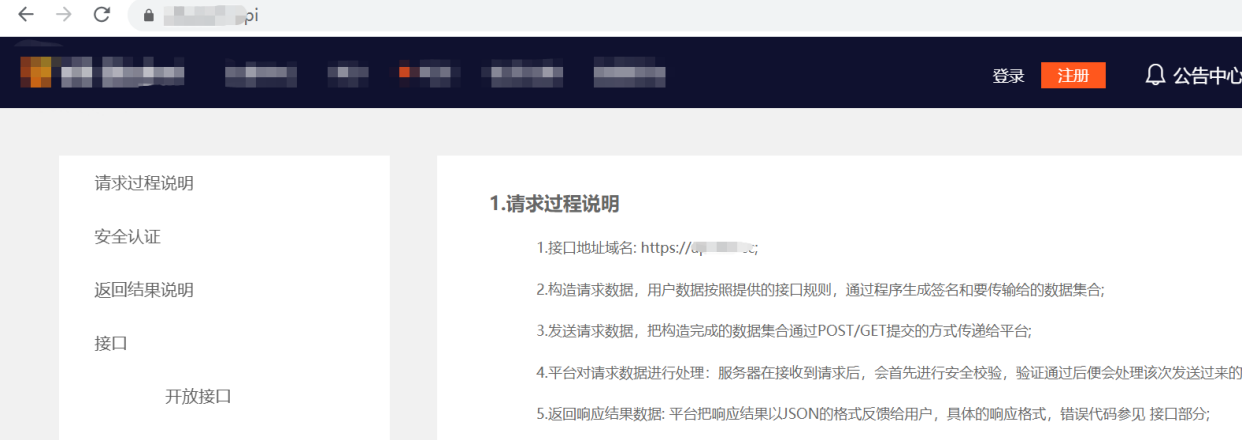 pi
登录 注册 公告中心
请求过程说明
安全认证
返回结果说明
接口
开放接口
1.请求过程说明
1.接口地址域名: https://
2.构造请求数据，用户数据按照提供的接口规则，通过程序生成签名和要传输给的数据集合;
3.发送请求数据，把构造完成的数据集合通过POST/GET提交的方式传递给平台;
4.平台对请求数据进行处理：服务器在接收到请求后，会首先进行安全校验，验证通过后便会处理该次发送过来的
5.返回响应结果数据: 平台把响应结果以JSON的格式反馈给用户，具体的响应格式，错误代码参见 接口部分;